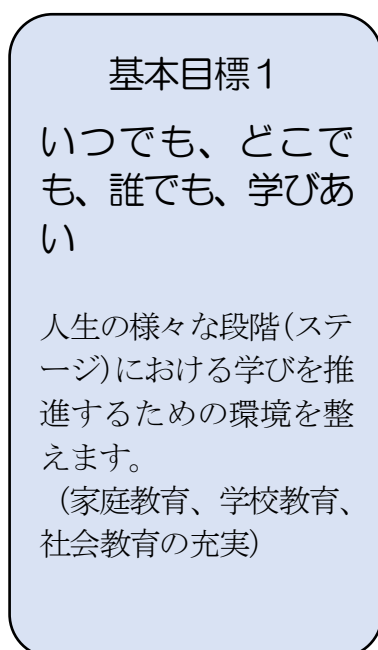 基本目標１
いつでも、どこで
も、誰でも、学びあ
い
人生の様々な段階(ステ
ージ)における学びを推
進するための環境を整
えます。
（家庭教育、学校教育、
社会教育の充実）